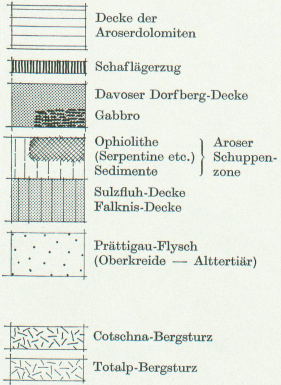 Decke der
Aroserdolomiten
Schaflägerzug
Davoser Dorfberg-Decke
Gabbro
Ophiolithe
(Serpentine etc.)
Sedimente
Aroser
Schuppen-
zone
Sulzfluh-Decke
Falknis-Decke
Prättigau-Flysch
(Oberkreide — Alttertiär)
Cotschna-Bergsturz
Totalp-Bergsturz